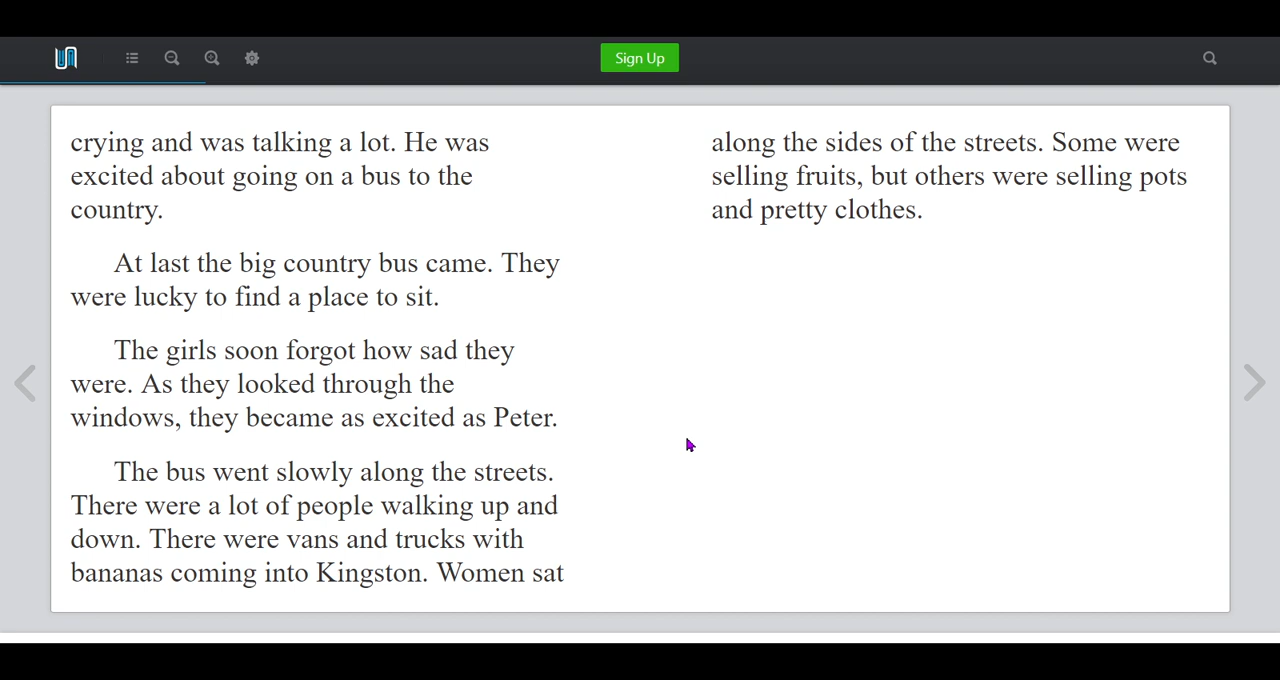 Sign Up
crying and was talking a lot. He was
excited about going on a bus to the
country.
At last the big country bus came. They
were lucky to find a place to sit.
The girls soon forgot how sad they
were. As they looked through the
windows, they became as excited as Peter.
The bus went slowly along the streets.
There were a lot of people walking up and
down. There were vans and trucks with
bananas coming into Kingston. Women sat
along the sides of the streets. Some were
selling fruits, but others were selling pots
and pretty clothes.